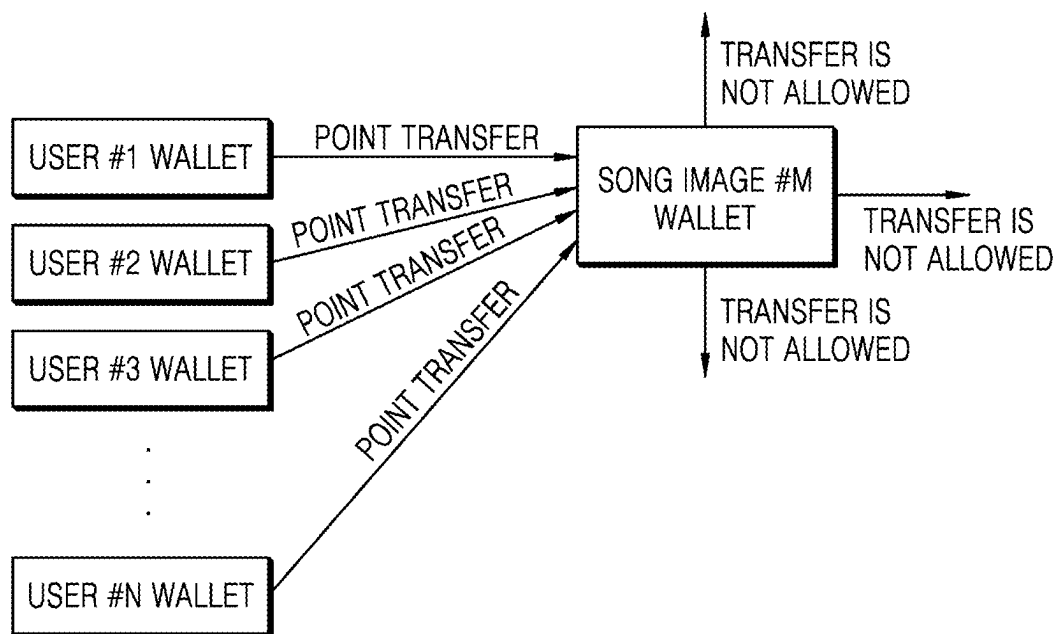 TRANSFER IS
NOT ALLOWED
USER #1 WALLET
POINT TRANSFER
SONG IMAGE #M
WALLET
POINT TRANSFER
TRANSFER IS
NOT ALLOWED
USER #2 WALLET
POINT TRANSFER
TRANSFER IS
NOT ALLOWED
USER #3 WALLET
POINT TRANSFER
USER #N WALLET